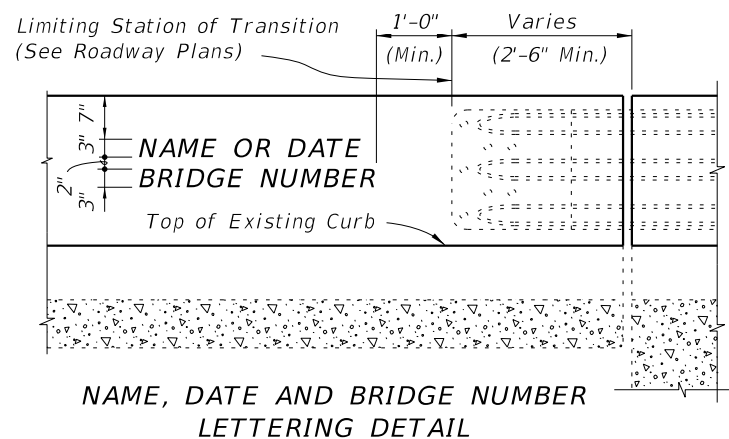 Limiting Station of Transition
(See Roadway Plans)
1'-0"
(Min.)
Varies
(2'-6" Min.)
7"
3"
2"
3"
NAME OR DATE
BRIDGE NUMBER
Top of Existing Curb
NAME, DATE AND BRIDGE NUMBER
LETTERING DETAIL